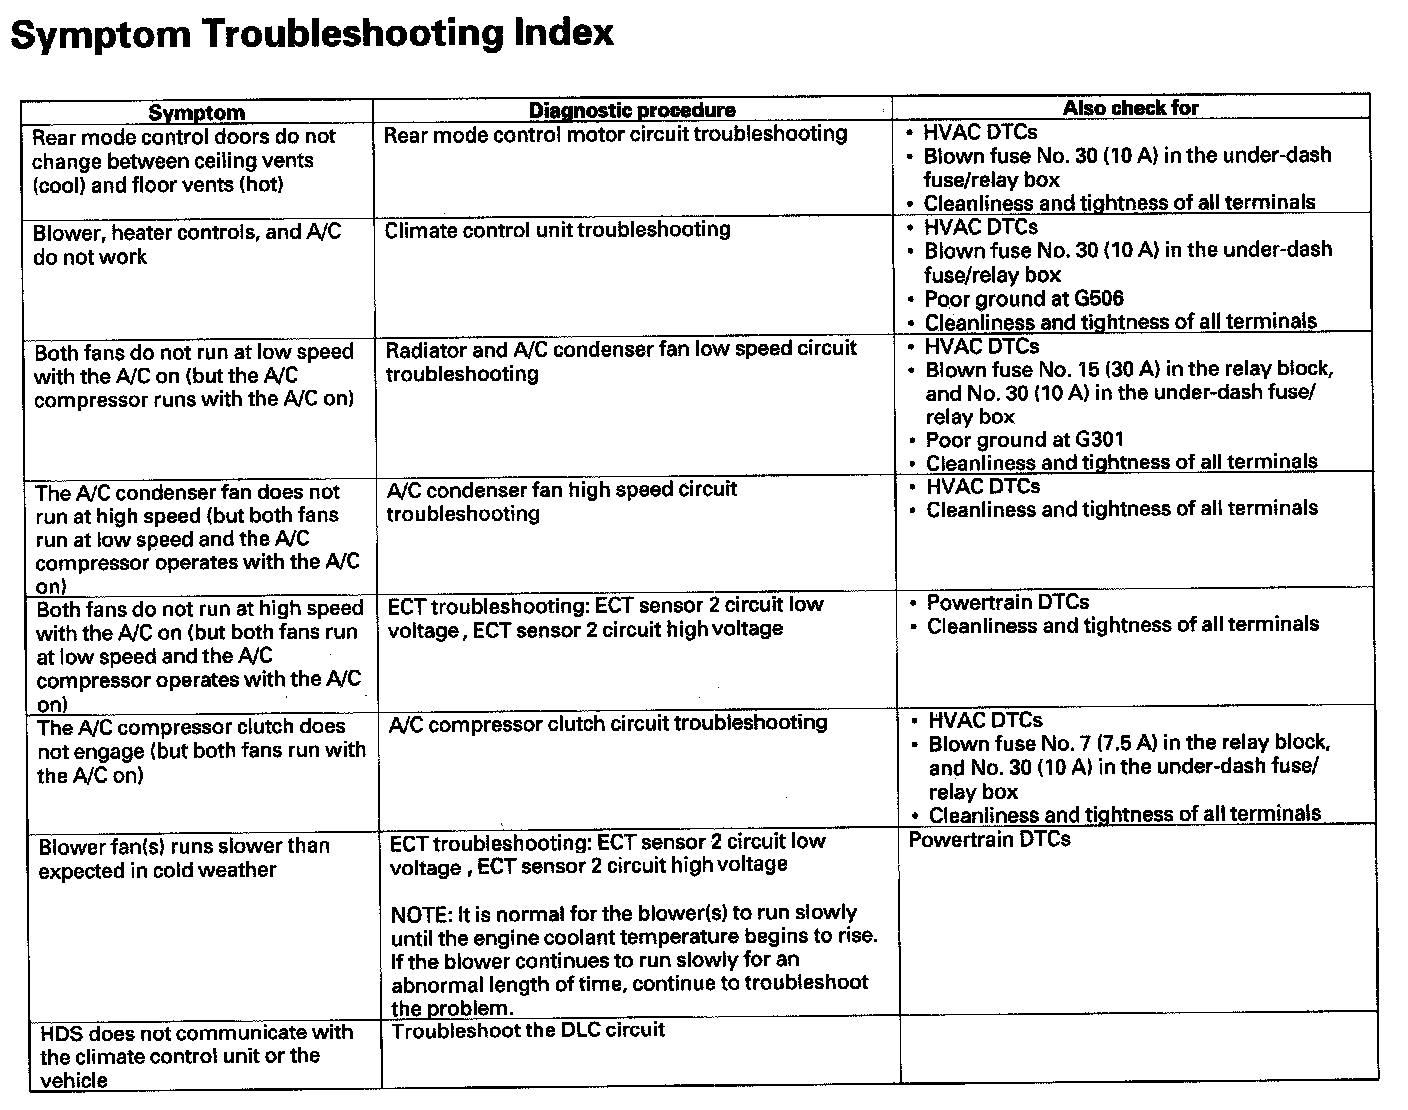 Symptom Troubleshooting Index
Symptom
Diagnostic procedure
Also check for
Rear mode control doors do not
change between ceiling vents
(cool) and floor vents (hot)
Rear mode control motor circuit troubleshooting
• HVAC DTCs
• Blown fuse No. 30 (10 A) in the under-dash
fuse/relay box
• Cleanliness and tightness of all terminals
Blower, heater controls, and A/C
do not work
Climate control unit troubleshooting
• HVAC DTCs
• Blown fuse No. 30 (10 A) in the under-dash
fuse/relay box
• Poor ground at G506
• Cleanliness and tightness of all terminals
Both fans do not run at low speed
with the A/C on (but the A/C
compressor runs with the A/C on)
Radiator and A/C condenser fan low speed circuit
troubleshooting
• HVAC DTCs
• Blown fuse No. 15 (30 A) in the relay block,
and No. 30 (10 A) in the under-dash fuse/
relay box
• Poor ground at G301
• Cleanliness and tightness of all terminals
The A/C condenser fan does not
run at high speed (but both fans
run at low speed and the A/C
compressor operates with the A/C
on)
A/C condenser fan high speed circuit
troubleshooting
• HVAC DTCs
• Cleanliness and tightness of all terminals
Both fans do not run at high speed
with the A/C on (but both fans run
at low speed and the A/C
compressor operates with the A/C
on)
ECT troubleshooting: ECT sensor 2 circuit low
voltage , ECT sensor 2 circuit high voltage
• Powertrain DTCs
• Cleanliness and tightness of all terminals
The A/C compressor clutch does
not engage (but both fans run with
the A/C on)
A/C compressor clutch circuit troubleshooting
• HVAC DTCs
• Blown fuse No. 7 (7.5 A) in the relay block,
and No. 30 (10 A) in the under-dash fuse/
relay box
• Cleanliness and tightness of all terminals
Blower fan(s) runs slower than
expected in cold weather
ECT troubleshooting: ECT sensor 2 circuit low
voltage , ECT sensor 2 circuit high voltage
NOTE: It is normal for the blower(s) to run slowly
until the engine coolant temperature begins to rise.
If the blower continues to run slowly for an
abnormal length of time, continue to troubleshoot
the problem.
Powertrain DTCs
HDS does not communicate with
the climate control unit or the
vehicle
Troubleshoot the DLC circuit